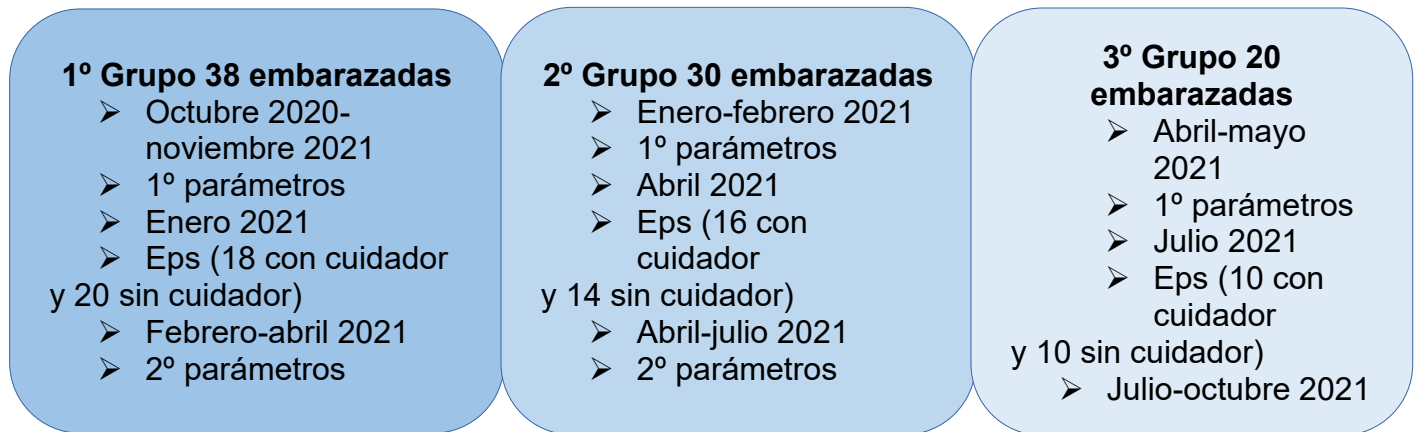 1º Grupo 38 embarazadas
➢ Octubre 2020-
noviembre 2021
➢ 1º parámetros
➢ Enero 2021
➢ Eps (18 con cuidador
y 20 sin cuidador)
➢ Febrero-abril 2021
➢ 2º parámetros
2º Grupo 30 embarazadas
➢ Enero-febrero 2021
➢ 1º parámetros
➢ Abril 2021
➢ Eps (16 con
cuidador
y 14 sin cuidador)
➢ Abril-julio 2021
➢ 2º parámetros
3º Grupo 20
embarazadas
➢ Abril-mayo
2021
➢ 1º parámetros
➢ Julio 2021
➢ Eps (10 con
cuidador
y 10 sin cuidador)
➢ Julio-octubre 2021